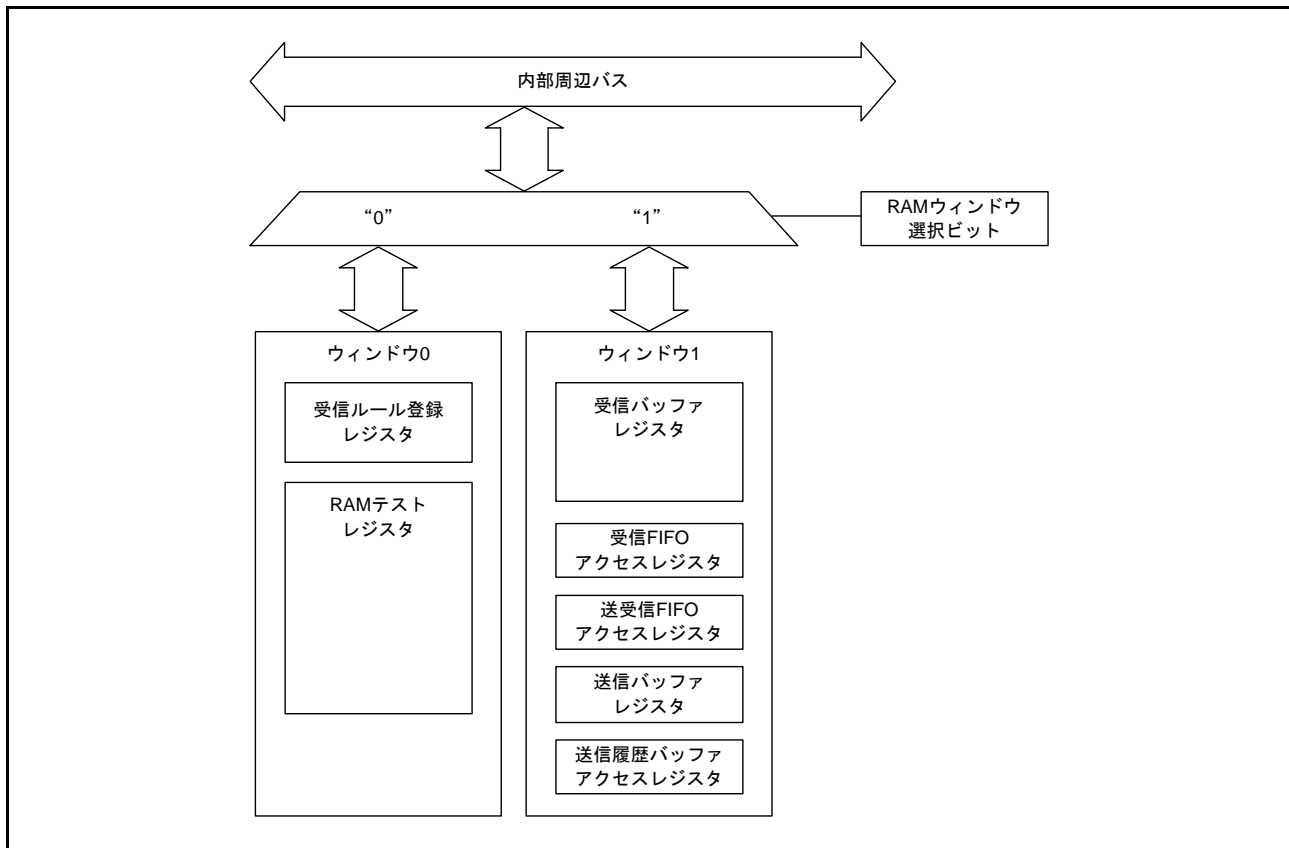 内部周辺バス
“0”
“1”
RAMウィンドウ
選択ビット
ウィンドウ0
受信ルール登録
レジスタ
RAMテスト
レジスタ
ウィンドウ1
受信バッファ
レジスタ
受信FIFO
アクセスレジスタ
送受信FIFO
アクセスレジスタ
送信バッファ
レジスタ
送信履歴バッファ
アクセスレジスタ